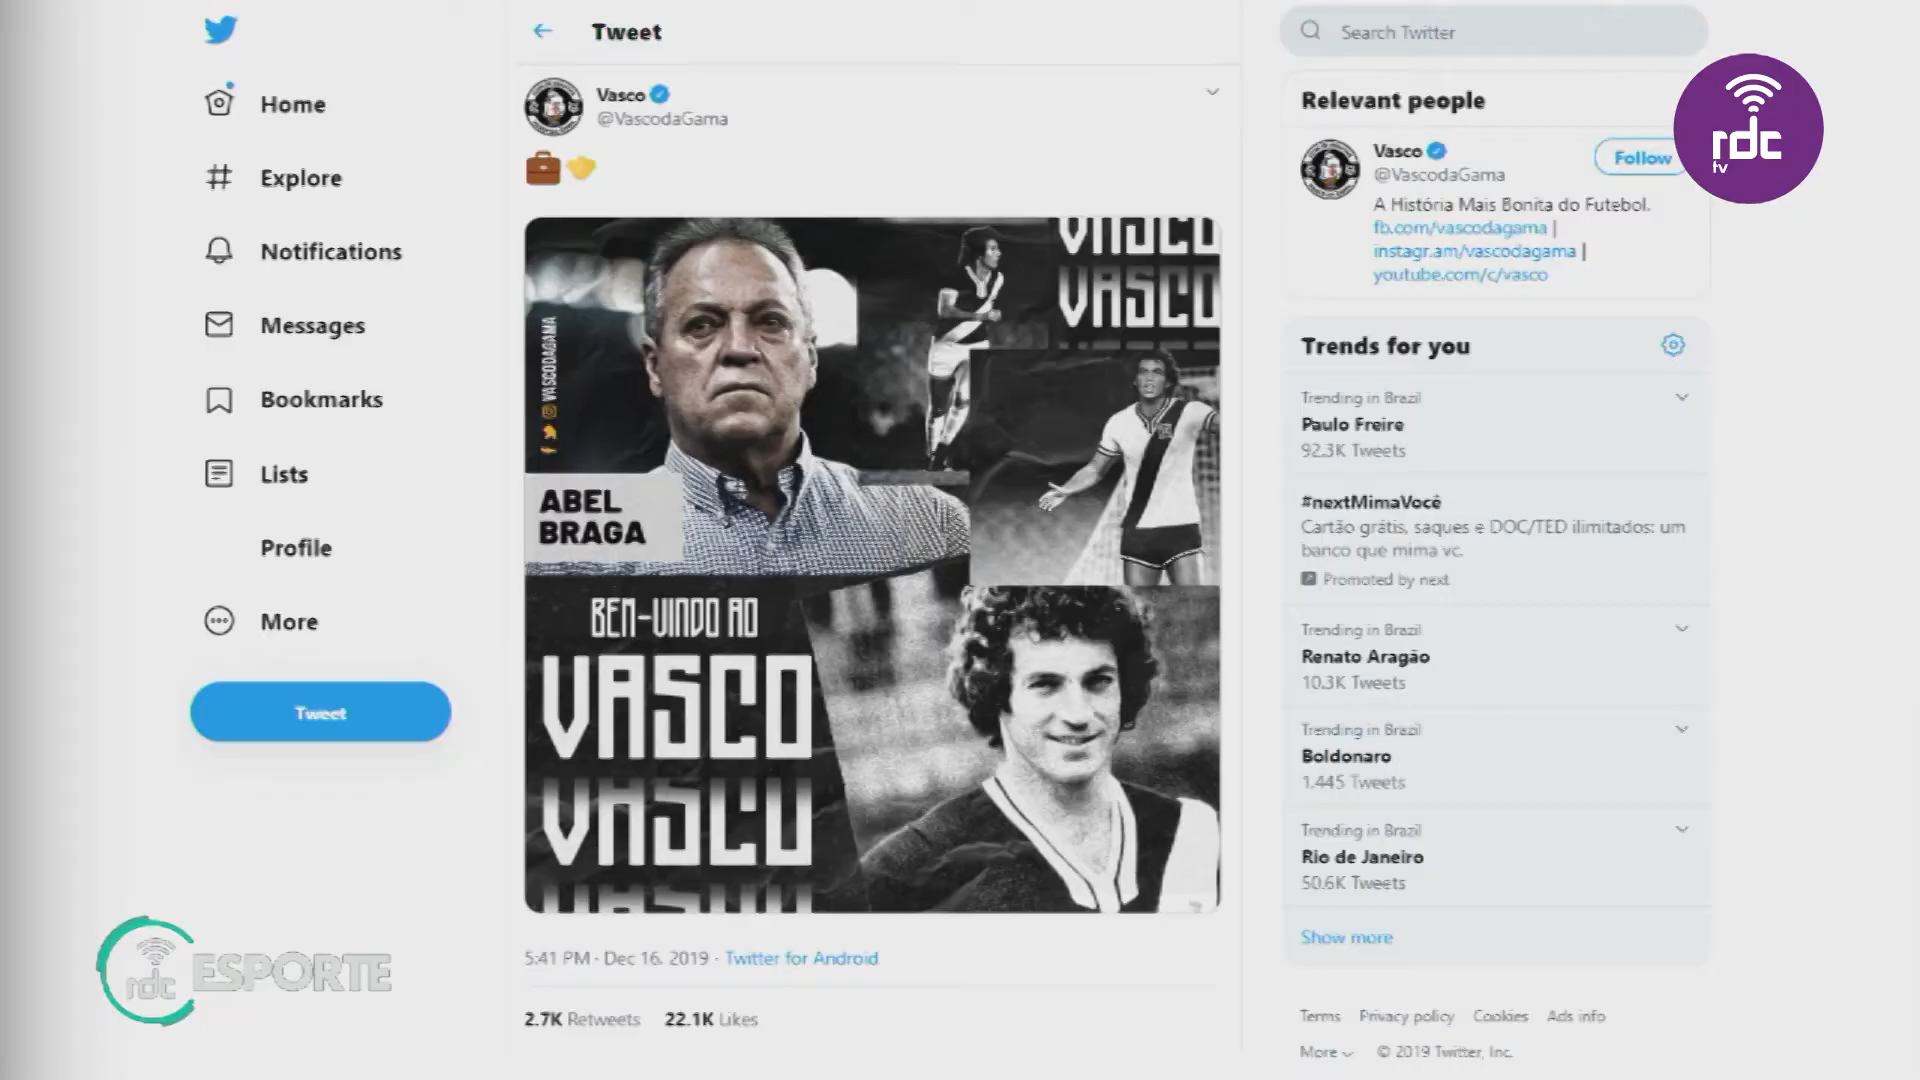 Home
Explore
Notifications
Messages
Bookmarks
Lists
Profile
More
Tweet
Tweet
Vasco
@VascodaGama
VASCO
VASCO
@VASCODAGAMA
ABEL
BRAGA
BEM-VINDO AO
VASCO
VASCO
VASCO
5:41 PM · Dec 16, 2019 · Twitter for Android
2.7K Retweets 22.1K Likes
Search Twitter
Relevant people
Vasco
@VascodaGama
Follow
A História Mais Bonita do Futebol.
fb.com/vascodagama |
instagr.am/vascodagama |
youtube.com/c/vasco
Trends for you
Trending in Brazil
Paulo Freire
92.3K Tweets
#nextMimaVocê
Cartão grátis, saques e DOC/TED ilimitados: um
banco que mima vc.
Promoted by next
Trending in Brazil
Renato Aragão
10.3K Tweets
Trending in Brazil
Boldonaro
1.445 Tweets
Trending in Brazil
Rio de Janeiro
50.6K Tweets
Show more
Terms Privacy policy Cookies Ads info
More © 2019 Twitter, Inc.
rdc
tv
rdc ESPORTE